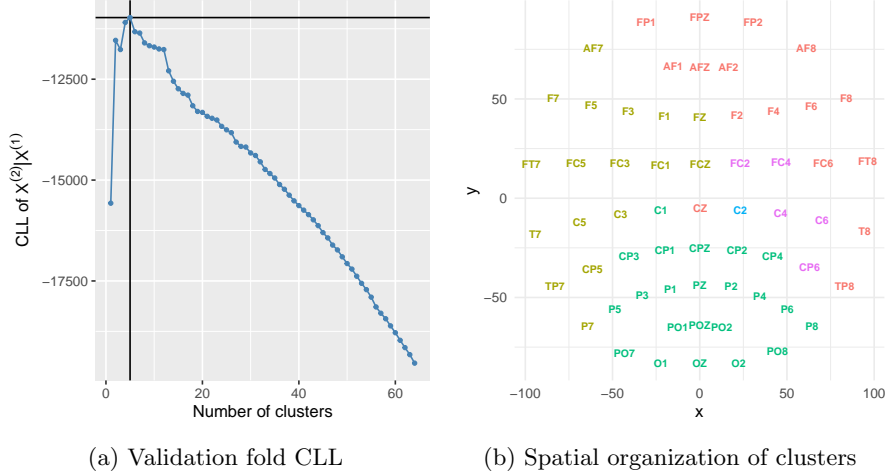 −12500
−15000
−17500
CLL of X(2)|X(1)
0
20
40
60
Number of clusters
(a) Validation fold CLL
FP1 FPZ FP2
AF7 AF8
AF1 AFZ AF2
50
F7 F5 F3 F1 FZ F2 F4 F6 F8
FT7 FC5 FC3 FC1 FCZ FC2 FC4 FC6 FT8
y
0
T7 C5 C3 C1 CZ C2 C4 C6 T8
CP5 CP3 CP1 CPZ CP2 CP4 CP6
TP7 P3 P1 PZ P2 P4 TP8
−50
P7 P5 P6 P8
PO1 POZ PO2
PO7 PO8
O1 OZ O2
−100 −50 0 50 100
x
(b) Spatial organization of clusters